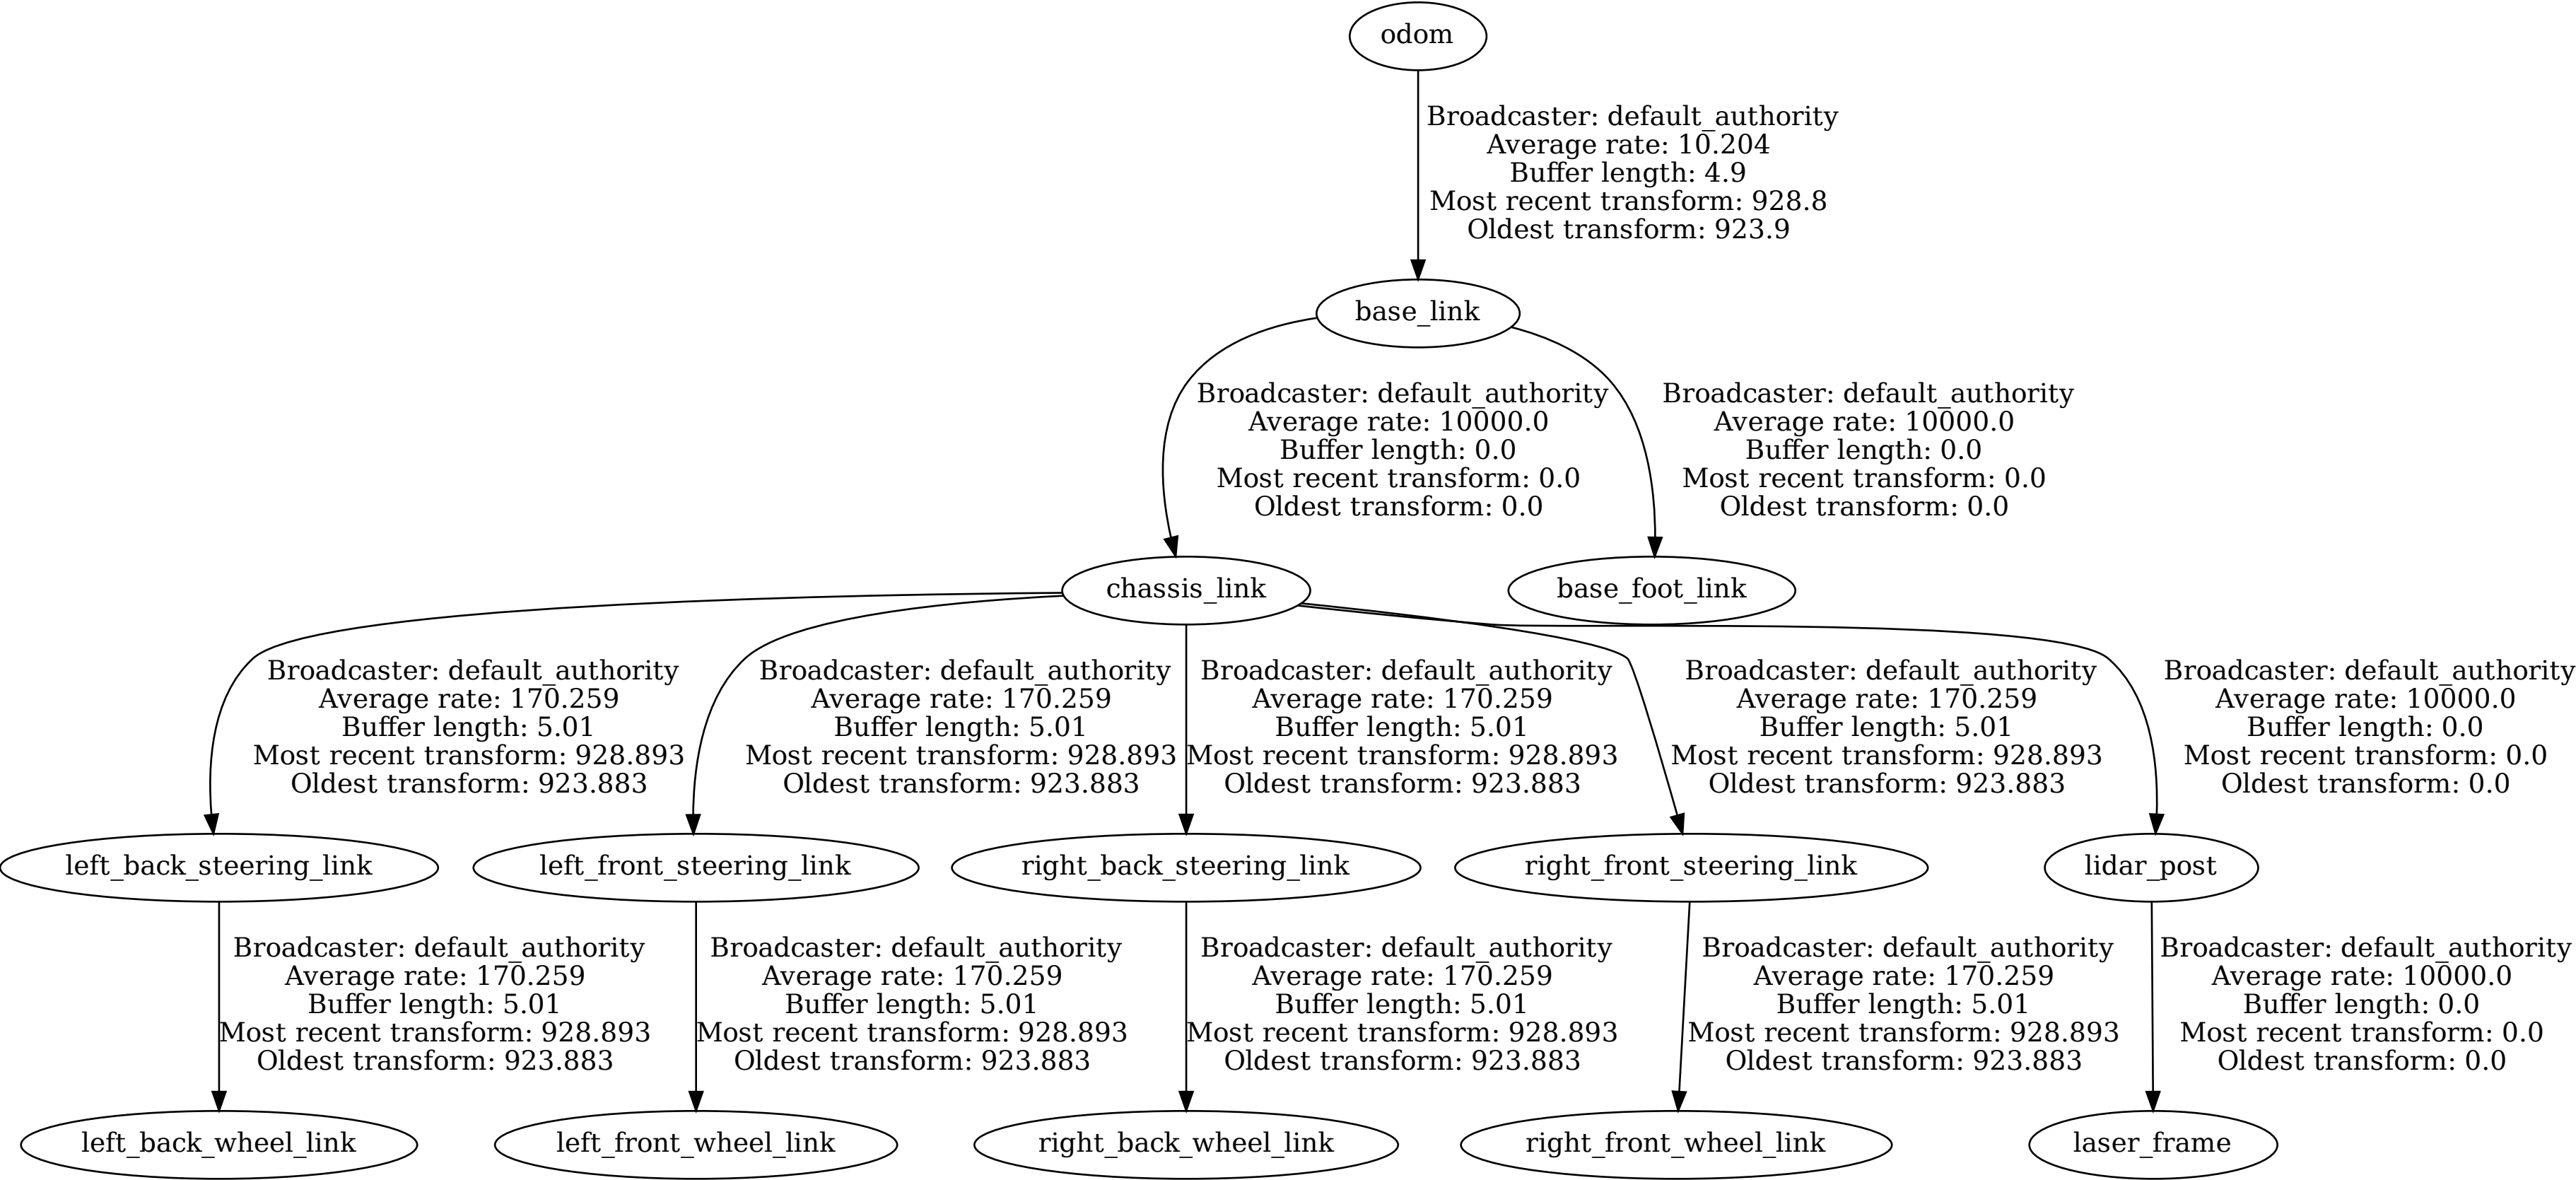 odom
Broadcaster: default_authority
Average rate: 10.204
Buffer length: 4.9
Most recent transform: 928.8
Oldest transform: 923.9
base_link
Broadcaster: default_authority
Average rate: 10000.0
Buffer length: 0.0
Most recent transform: 0.0
Oldest transform: 0.0
Broadcaster: default_authority
Average rate: 10000.0
Buffer length: 0.0
Most recent transform: 0.0
Oldest transform: 0.0
chassis_link
base_foot_link
Broadcaster: default_authority
Average rate: 170.259
Buffer length: 5.01
Most recent transform: 928.893
Oldest transform: 923.883
Broadcaster: default_authority
Average rate: 170.259
Buffer length: 5.01
Most recent transform: 928.893
Oldest transform: 923.883
Broadcaster: default_authority
Average rate: 170.259
Buffer length: 5.01
Most recent transform: 928.893
Oldest transform: 923.883
Broadcaster: default_authority
Average rate: 170.259
Buffer length: 5.01
Most recent transform: 928.893
Oldest transform: 923.883
Broadcaster: default_authority
Average rate: 10000.0
Buffer length: 0.0
Most recent transform: 0.0
Oldest transform: 0.0
left_back_steering_link
left_front_steering_link
right_back_steering_link
right_front_steering_link
lidar_post
Broadcaster: default_authority
Average rate: 170.259
Buffer length: 5.01
Most recent transform: 928.893
Oldest transform: 923.883
Broadcaster: default_authority
Average rate: 170.259
Buffer length: 5.01
Most recent transform: 928.893
Oldest transform: 923.883
Broadcaster: default_authority
Average rate: 170.259
Buffer length: 5.01
Most recent transform: 928.893
Oldest transform: 923.883
Broadcaster: default_authority
Average rate: 170.259
Buffer length: 5.01
Most recent transform: 928.893
Oldest transform: 923.883
Broadcaster: default_authority
Average rate: 10000.0
Buffer length: 0.0
Most recent transform: 0.0
Oldest transform: 0.0
left_back_wheel_link
left_front_wheel_link
right_back_wheel_link
right_front_wheel_link
laser_frame